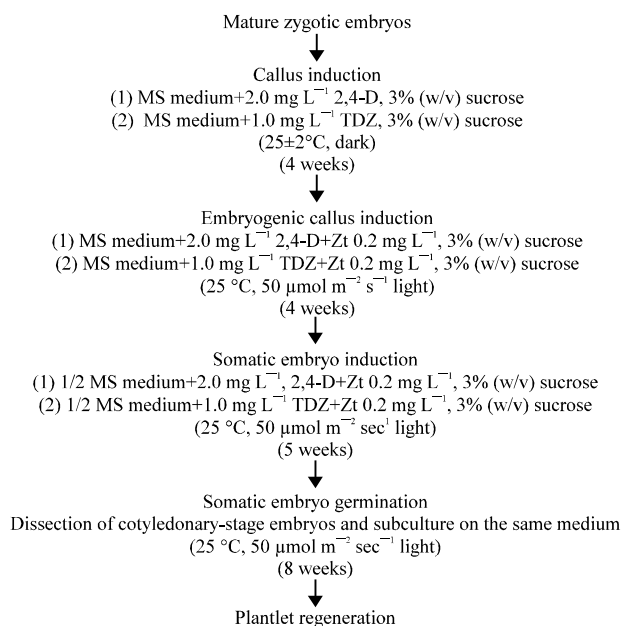 Mature zygotic embryos
Callus induction
(1) MS medium+2.0 mg L⁻¹ 2,4-D, 3% (w/v) sucrose
(2) MS medium+1.0 mg L⁻¹ TDZ, 3% (w/v) sucrose
(25±2°C, dark)
(4 weeks)
Embryogenic callus induction
(1) MS medium+2.0 mg L⁻¹ 2,4-D+Zt 0.2 mg L⁻¹, 3% (w/v) sucrose
(2) MS medium+1.0 mg L⁻¹ TDZ+Zt 0.2 mg L⁻¹, 3% (w/v) sucrose
(25 °C, 50 µmol m⁻² s⁻¹ light)
(4 weeks)
Somatic embryo induction
(1) 1/2 MS medium+2.0 mg L⁻¹, 2,4-D+Zt 0.2 mg L⁻¹, 3% (w/v) sucrose
(2) 1/2 MS medium+1.0 mg L⁻¹ TDZ+Zt 0.2 mg L⁻¹, 3% (w/v) sucrose
(25 °C, 50 µmol m⁻² sec¹ light)
(5 weeks)
Somatic embryo germination
Dissection of cotyledonary-stage embryos and subculture on the same medium
(25 °C, 50 µmol m⁻² sec⁻¹ light)
(8 weeks)
Plantlet regeneration